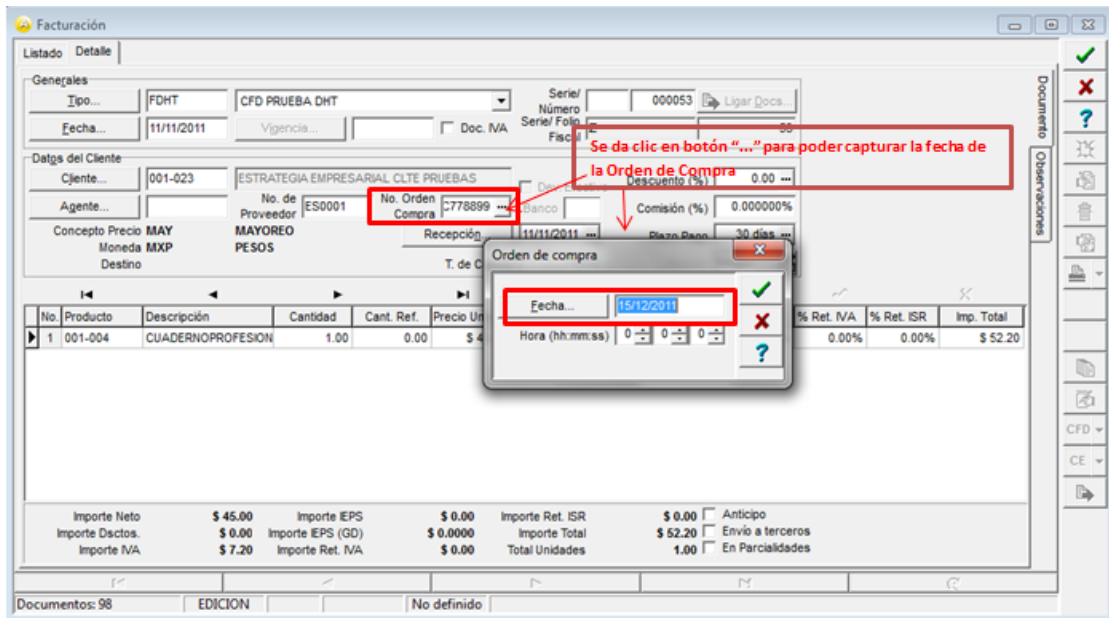 Facturación
Listado Detalle
Generales
Tipo... FDHT CFD PRUEBA DHT Serie/ Número 000053 Ligar Docs...
Fecha... 11/11/2011 Vigencia... Doc. IVA Serie/ Folio Fiscal
Se da clic en botón “...” para poder capturar la fecha de
la Orden de Compra
Datos del Cliente
Cliente... 001-023 ESTRATEGIA EMPRESARIAL CLTE PRUEBAS Descuento (%) 0.00 ...
Agente... No. de Proveedor ES0001 No. Orden Compra C778899 ... Banco Comisión (%) 0.000000%
Concepto Precio MAY MAYOREO Recepción 11/11/2011 ... Plazo Pago 30 días ...
Moneda MXP PESOS
Destino T. de C
Orden de compra
Fecha... 15/12/2011
Hora (hh:mm:ss) 0 0 0
No. Producto Descripción Cantidad Cant. Ref. Precio Un % Ret. IVA % Ret. ISR Imp. Total
1 001-004 CUADERNOPROFESION 1.00 0.00 $ 4 0.00% 0.00% $ 52.20
Importe Neto $ 45.00 Importe IEPS $ 0.00 Importe Ret. ISR $ 0.00 Anticipo
Importe Dsctos. $ 0.00 Importe IEPS (GD) $ 0.0000 Importe Total $ 52.20 Envío a terceros
Importe IVA $ 7.20 Importe Ret. IVA $ 0.00 Total Unidades 1.00 En Parcialidades
Documentos: 98 EDICION No definido
Documento
Observaciones
CFD
CE